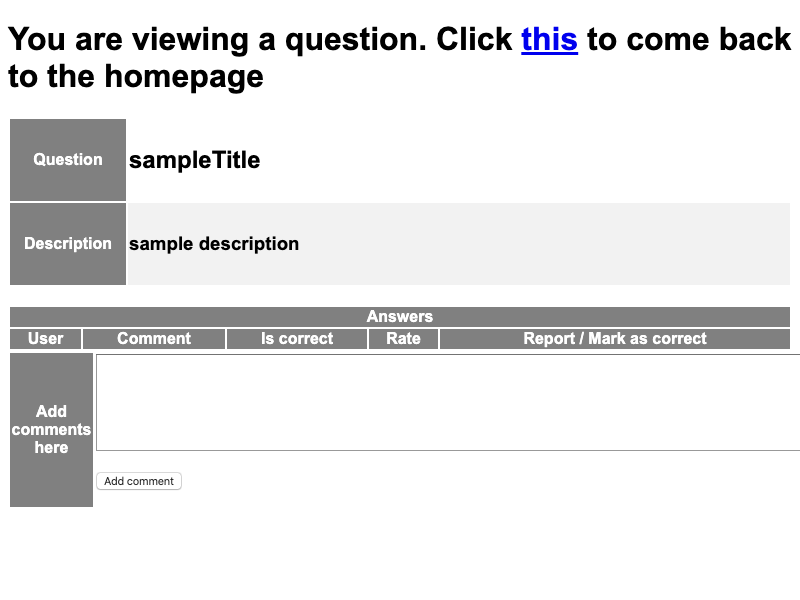 You are viewing a question. Click this to come back
to the homepage
Question sampleTitle
Description sample description
Answers
User Comment Is correct Rate Report / Mark as correct
Add
comments
here
Add comment